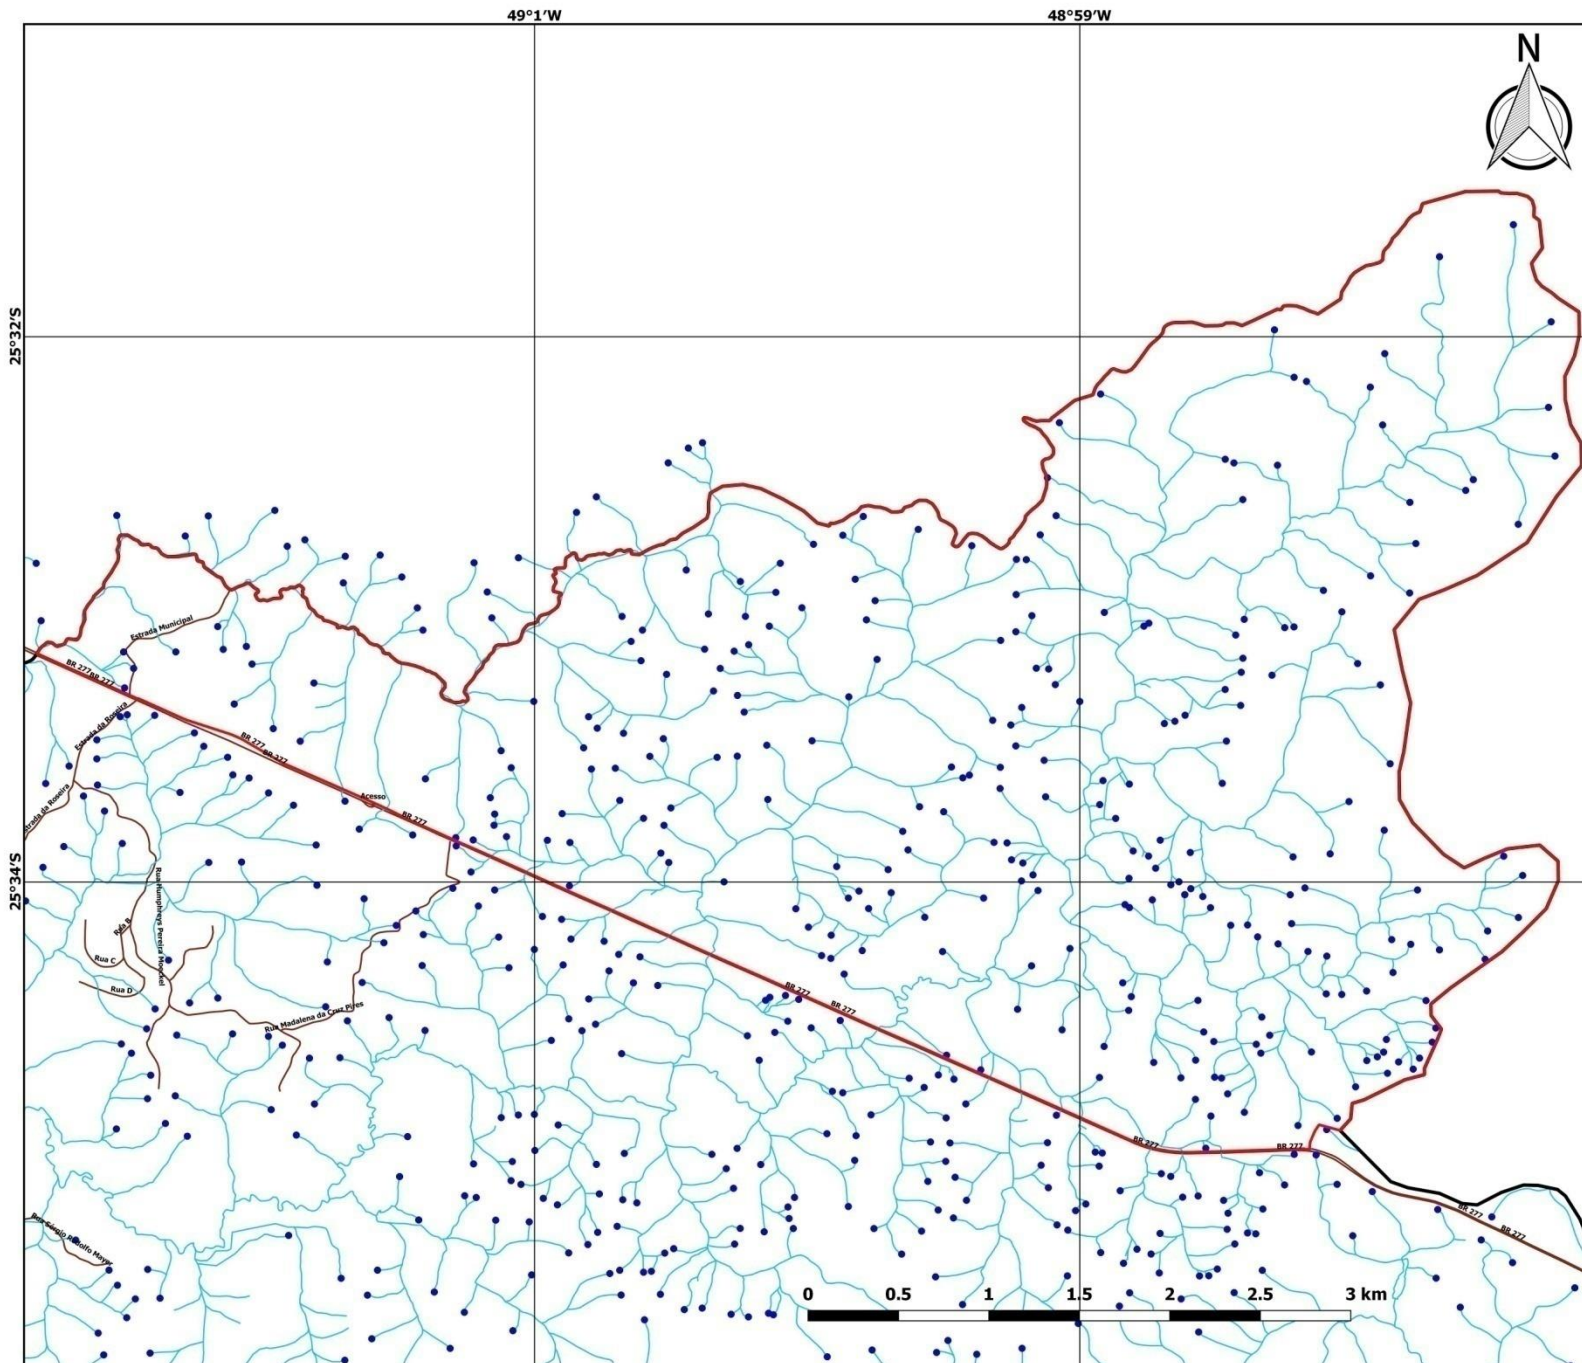 49°1'W
48°59'W
N
25°32'S
Estrada Municipal
BR 277
BR 277
Estrada da Roseira
BR 277
BR 277
Estrada da Roseira
Acesso
BR 277
25°34'S
Rua Humphreys Pereira Moeckel
Rua B
Rua C
Rua D
Rua Madalena da Cruz Pires
BR 277
BR 277
BR 277
BR 277
BR 277
BR 277
Rodolfo Mayer
0 0.5 1 1.5 2 2.5 3 km